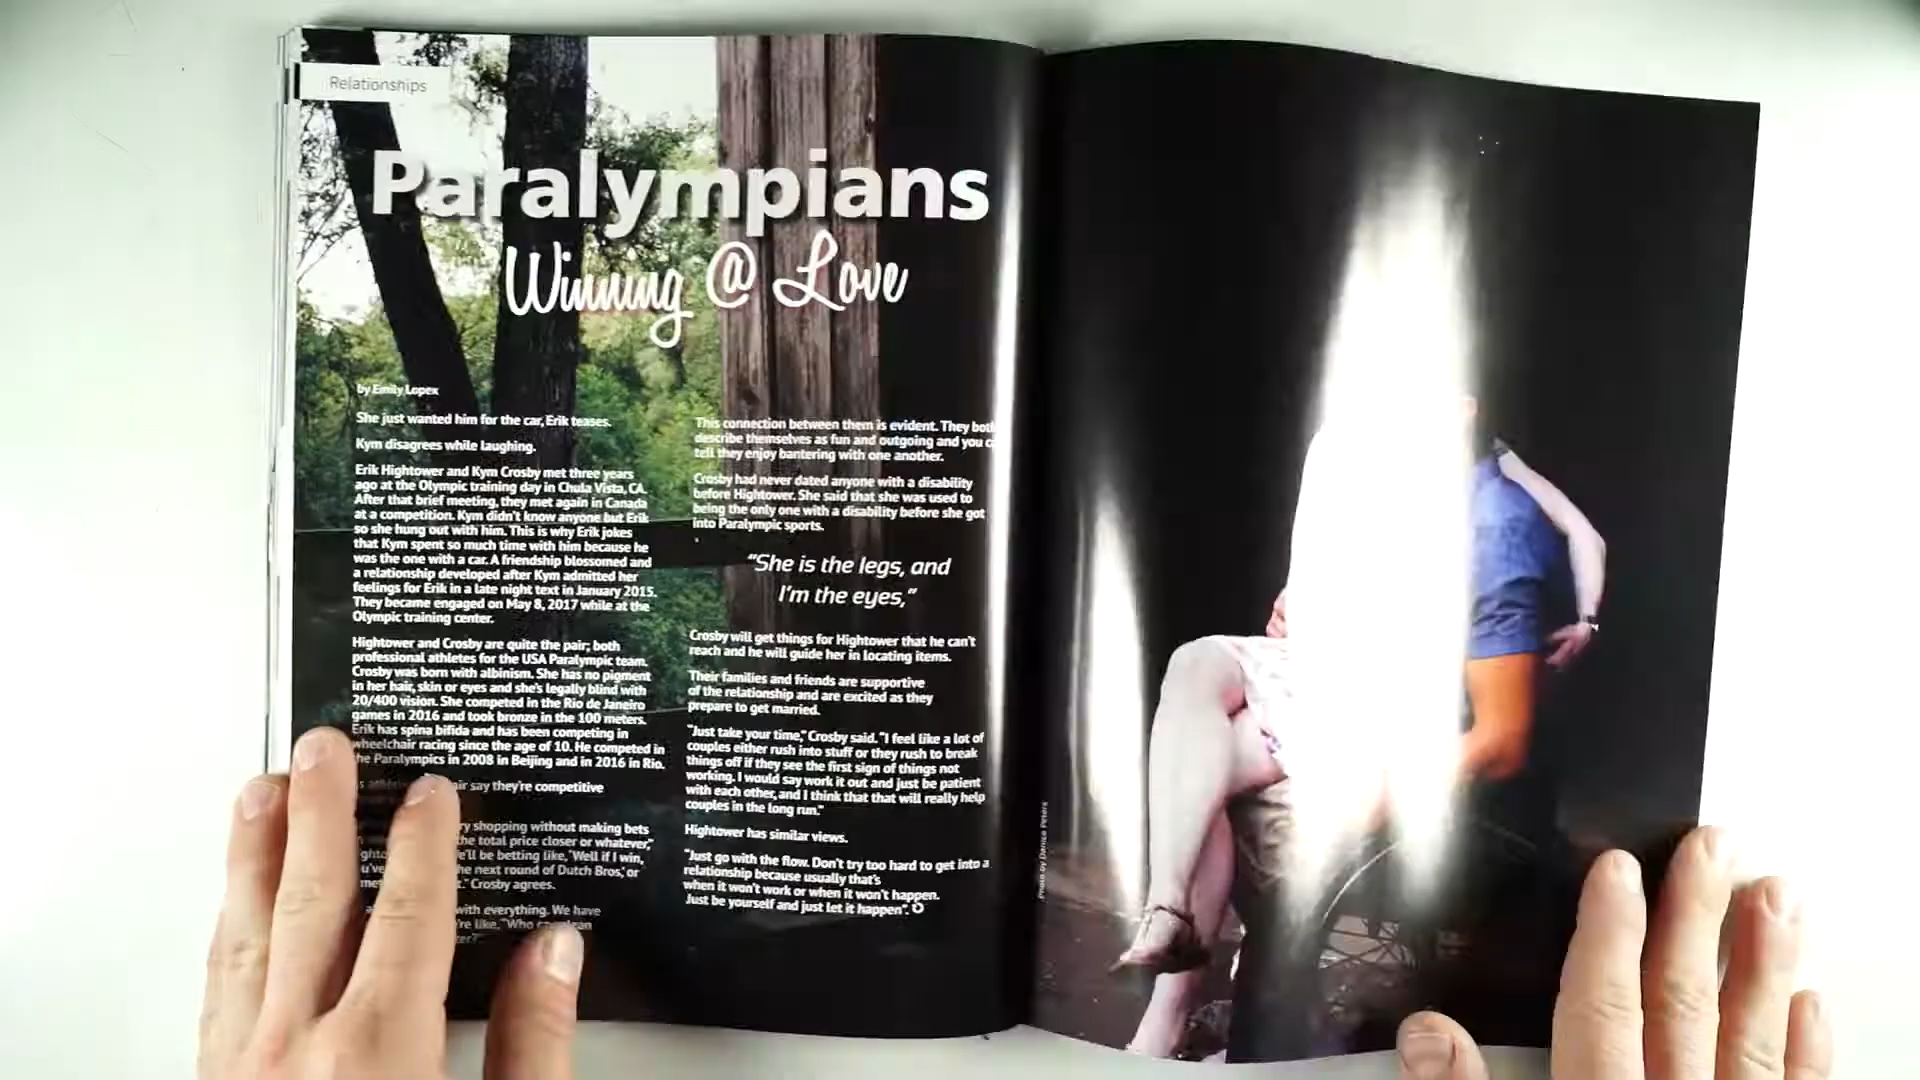 Relationships
Paralympians
Winning @ Love
by Emily Lopex
She just wanted him for the car, Erik teases.
Kym disagrees while laughing.
Erik Hightower and Kym Crosby met three years
ago at the Olympic training day in Chula Vista, CA.
After that brief meeting, they met again in Canada
at a competition. Kym didn't know anyone but Erik
so she hung out with him. This is why Erik jokes
that Kym spent so much time with him because he
was the one with a car. A friendship blossomed and
a relationship developed after Kym admitted her
feelings for Erik in a late night text in January 2015.
They became engaged on May 8, 2017 while at the
Olympic training center.
Hightower and Crosby are quite the pair; both
professional athletes for the USA Paralympic team.
Crosby was born with albinism. She has no pigment
in her hair, skin or eyes and she's legally blind with
20/400 vision. She competed in the Rio de Janeiro
games in 2016 and took bronze in the 100 meters.
Erik has spina bifida and has been competing in
wheelchair racing since the age of 10. He competed in
the Paralympics in 2008 in Beijing and in 2016 in Rio.
say they're competitive
shopping without making bets
the total price closer or whatever,"
We'll be betting like, 'Well if I win,
the next round of Dutch Bros,' or
Crosby agrees.
with everything. We have
like, "Who can
This connection between them is evident. They both
describe themselves as fun and outgoing and you
tell they enjoy bantering with one another.
Crosby had never dated anyone with a disability
before Hightower. She said that she was used to
being the only one with a disability before she got
into Paralympic sports.
"She is the legs, and
I'm the eyes,"
Crosby will get things for Hightower that he can't
reach and he will guide her in locating items.
Their families and friends are supportive
of the relationship and are excited as they
prepare to get married.
"Just take your time," Crosby said. "I feel like a lot of
couples either rush into stuff or they rush to break
things off if they see the first sign of things not
working. I would say work it out and just be patient
with each other, and I think that that will really help
couples in the long run."
Hightower has similar views.
"Just go with the flow. Don't try too hard to get into a
relationship because usually that's
when it won't work or when it won't happen.
Just be yourself and just let it happen".
Photo by Denice Peters